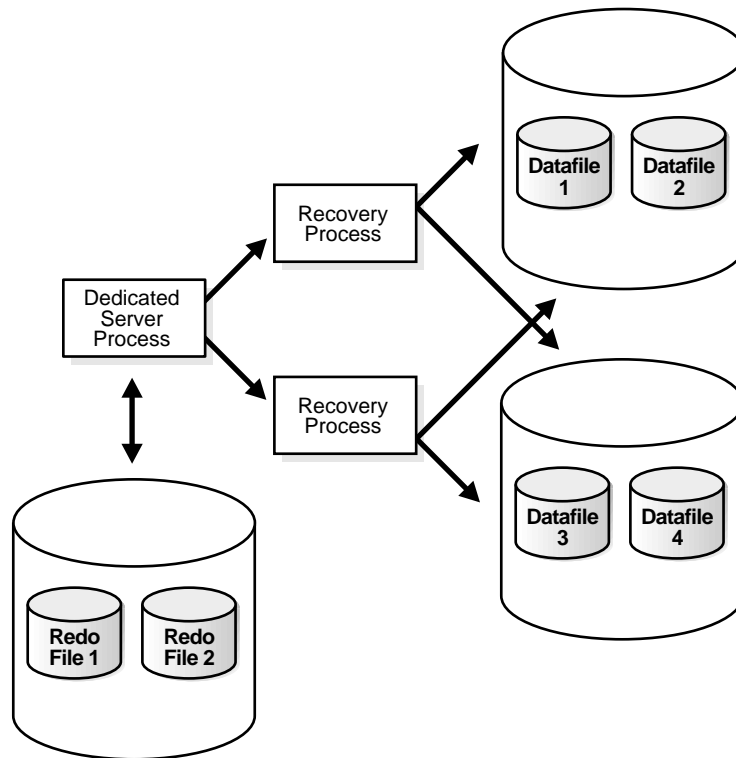 Datafile
1
Datafile
2
Recovery
Process
Dedicated
Server
Process
Recovery
Process
Datafile
3
Datafile
4
Redo
File 1
Redo
File 2